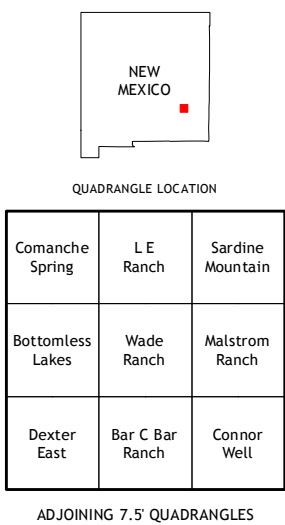 NEW
MEXICO
QUADRANGLE LOCATION
Comanche
Spring
L E
Ranch
Sardine
Mountain
Bottomless
Lakes
Wade
Ranch
Malstrom
Ranch
Dexter
East
Bar C Bar
Ranch
Connor
Well
ADJOINING 7.5' QUADRANGLES